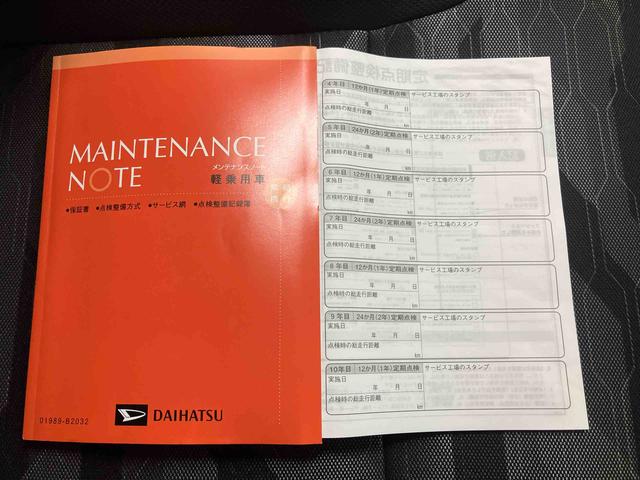 MAINTENANCE
NOTE
メンテナンスノート
軽乗用車
●保証書 ●点検整備方式 ●サービス網 ●点検整備記録簿
01989-B2032
DAIHATSU
定期点検整備記
4年目 12か月(1年)定期点検 サービス工場のスタンプ
実施日
年 月 日
点検時の総走行距離
km
5年目 24か月(2年)定期点検 サービス工場のスタンプ
実施日
年 月 日
点検時の総走行距離
km
6年目 12か月(1年)定期点検 サービス工場のスタンプ
実施日
年 月 日
点検時の総走行距離
km
7年目 24か月(2年)定期点検 サービス工場のスタンプ
実施日
年 月 日
点検時の総走行距離
km
8年目 12か月(1年)定期点検 サービス工場のスタンプ
実施日
年 月 日
点検時の総走行距離
km
9年目 24か月(2年)定期点検 サービス工場のスタンプ
実施日
年 月 日
点検時の総走行距離
km
10年目 12か月(1年)定期点検 サービス工場のスタンプ
実施日
年 月 日
点検時の総走行距離
km